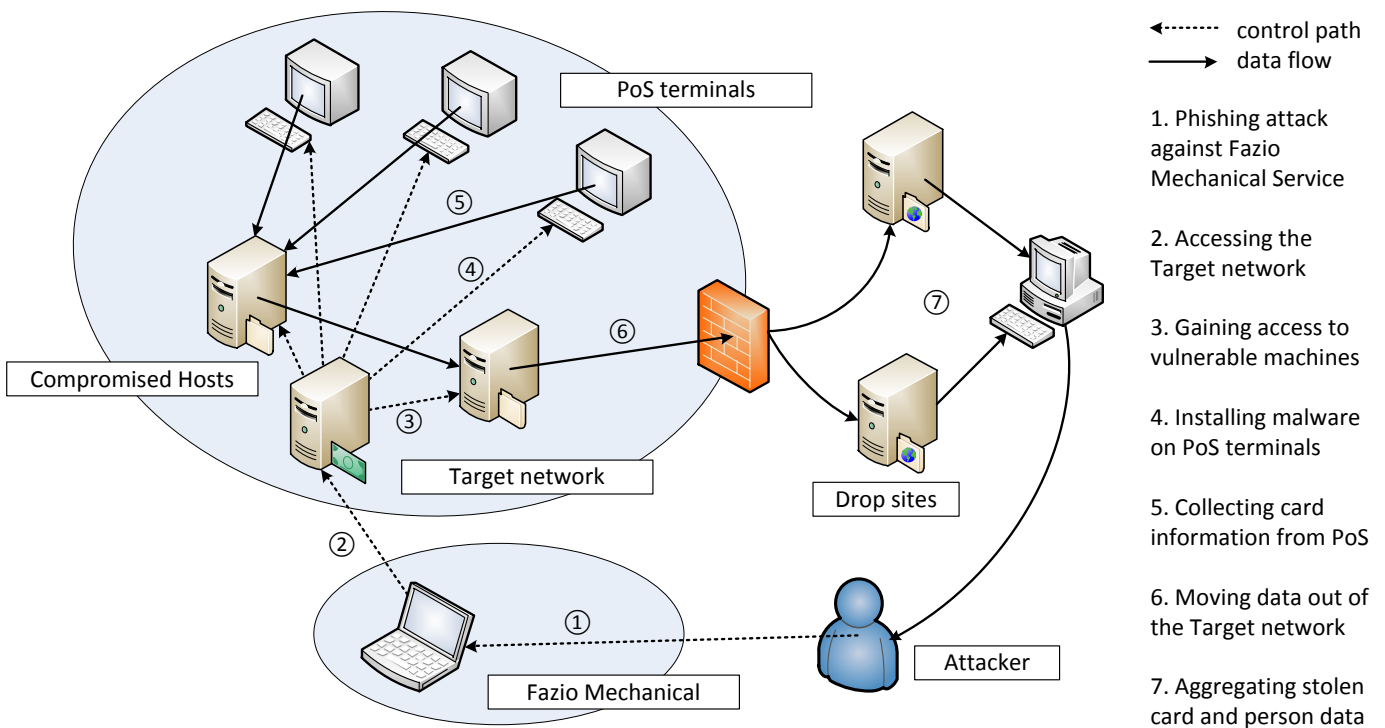 PoS terminals
⑤
④
⑥
③
Compromised Hosts
Target network
②
①
Fazio Mechanical
⑦
Drop sites
Attacker
control path
data flow
1. Phishing attack
against Fazio
Mechanical Service
2. Accessing the
Target network
3. Gaining access to
vulnerable machines
4. Installing malware
on PoS terminals
5. Collecting card
information from PoS
6. Moving data out of
the Target network
7. Aggregating stolen
card and person data